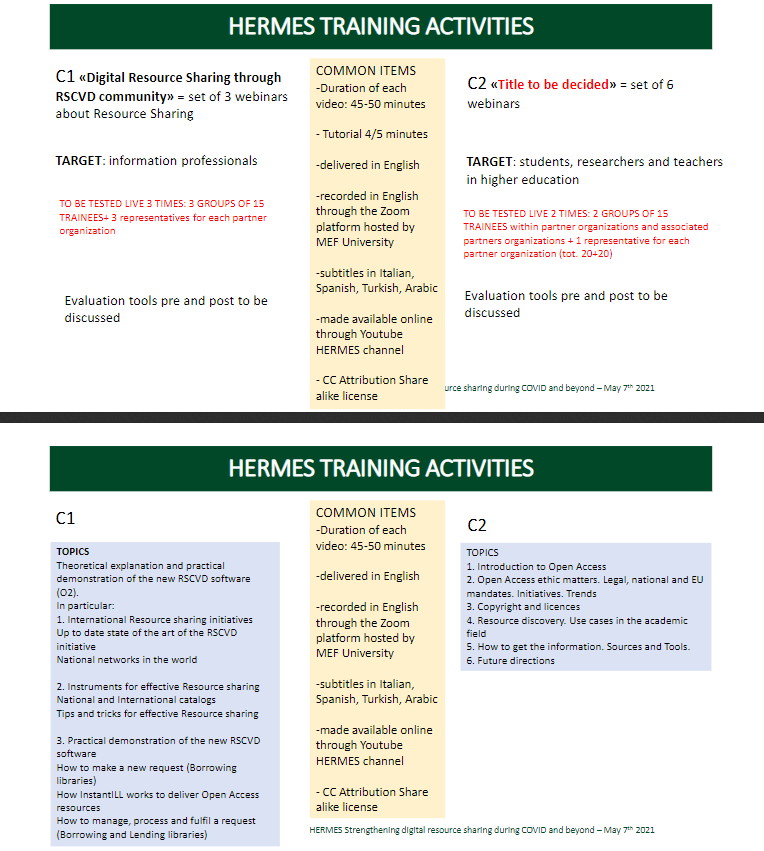 HERMES TRAINING ACTIVITIES
C1 «Digital Resource Sharing through
RSCVD community» = set of 3 webinars
about Resource Sharing
TARGET: information professionals
TO BE TESTED LIVE 3 TIMES: 3 GROUPS OF 15
TRAINEES+ 3 representatives for each partner
organization
Evaluation tools pre and post to be
discussed
COMMON ITEMS
-Duration of each
video: 45-50 minutes
- Tutorial 4/5 minutes
-delivered in English
-recorded in English
through the Zoom
platform hosted by
MEF University
-subtitles in Italian,
Spanish, Turkish, Arabic
-made available online
through Youtube
HERMES channel
- CC Attribution Share
alike license
C2 «Title to be decided» = set of 6
webinars
TARGET: students, researchers and teachers
in higher education
TO BE TESTED LIVE 2 TIMES: 2 GROUPS OF 15
TRAINEES within partner organizations and associated
partners organizations + 1 representative for each
partner organization (tot. 20+20)
Evaluation tools pre and post to be
discussed
urce sharing during COVID and beyond – May 7th 2021
HERMES TRAINING ACTIVITIES
C1
TOPICS
Theoretical explanation and practical
demonstration of the new RSCVD software
(O2).
In particular:
1. International Resource sharing initiatives
Up to date state of the art of the RSCVD
initiative
National networks in the world
2. Instruments for effective Resource sharing
National and International catalogs
Tips and tricks for effective Resource sharing
3. Practical demonstration of the new RSCVD
software
How to make a new request (Borrowing
libraries)
How InstantILL works to deliver Open Access
resources
How to manage, process and fulfil a request
(Borrowing and Lending libraries)
COMMON ITEMS
-Duration of each
video: 45-50 minutes
-delivered in English
-recorded in English
through the Zoom
platform hosted by
MEF University
-subtitles in Italian,
Spanish, Turkish, Arabic
-made available online
through Youtube
HERMES channel
- CC Attribution Share
alike license
C2
TOPICS
1. Introduction to Open Access
2. Open Access ethic matters. Legal, national and EU
mandates. Initiatives. Trends
3. Copyright and licences
4. Resource discovery. Use cases in the academic
field
5. How to get the information. Sources and Tools.
6. Future directions
HERMES Strengthening digital resource sharing during COVID and beyond – May 7th 2021